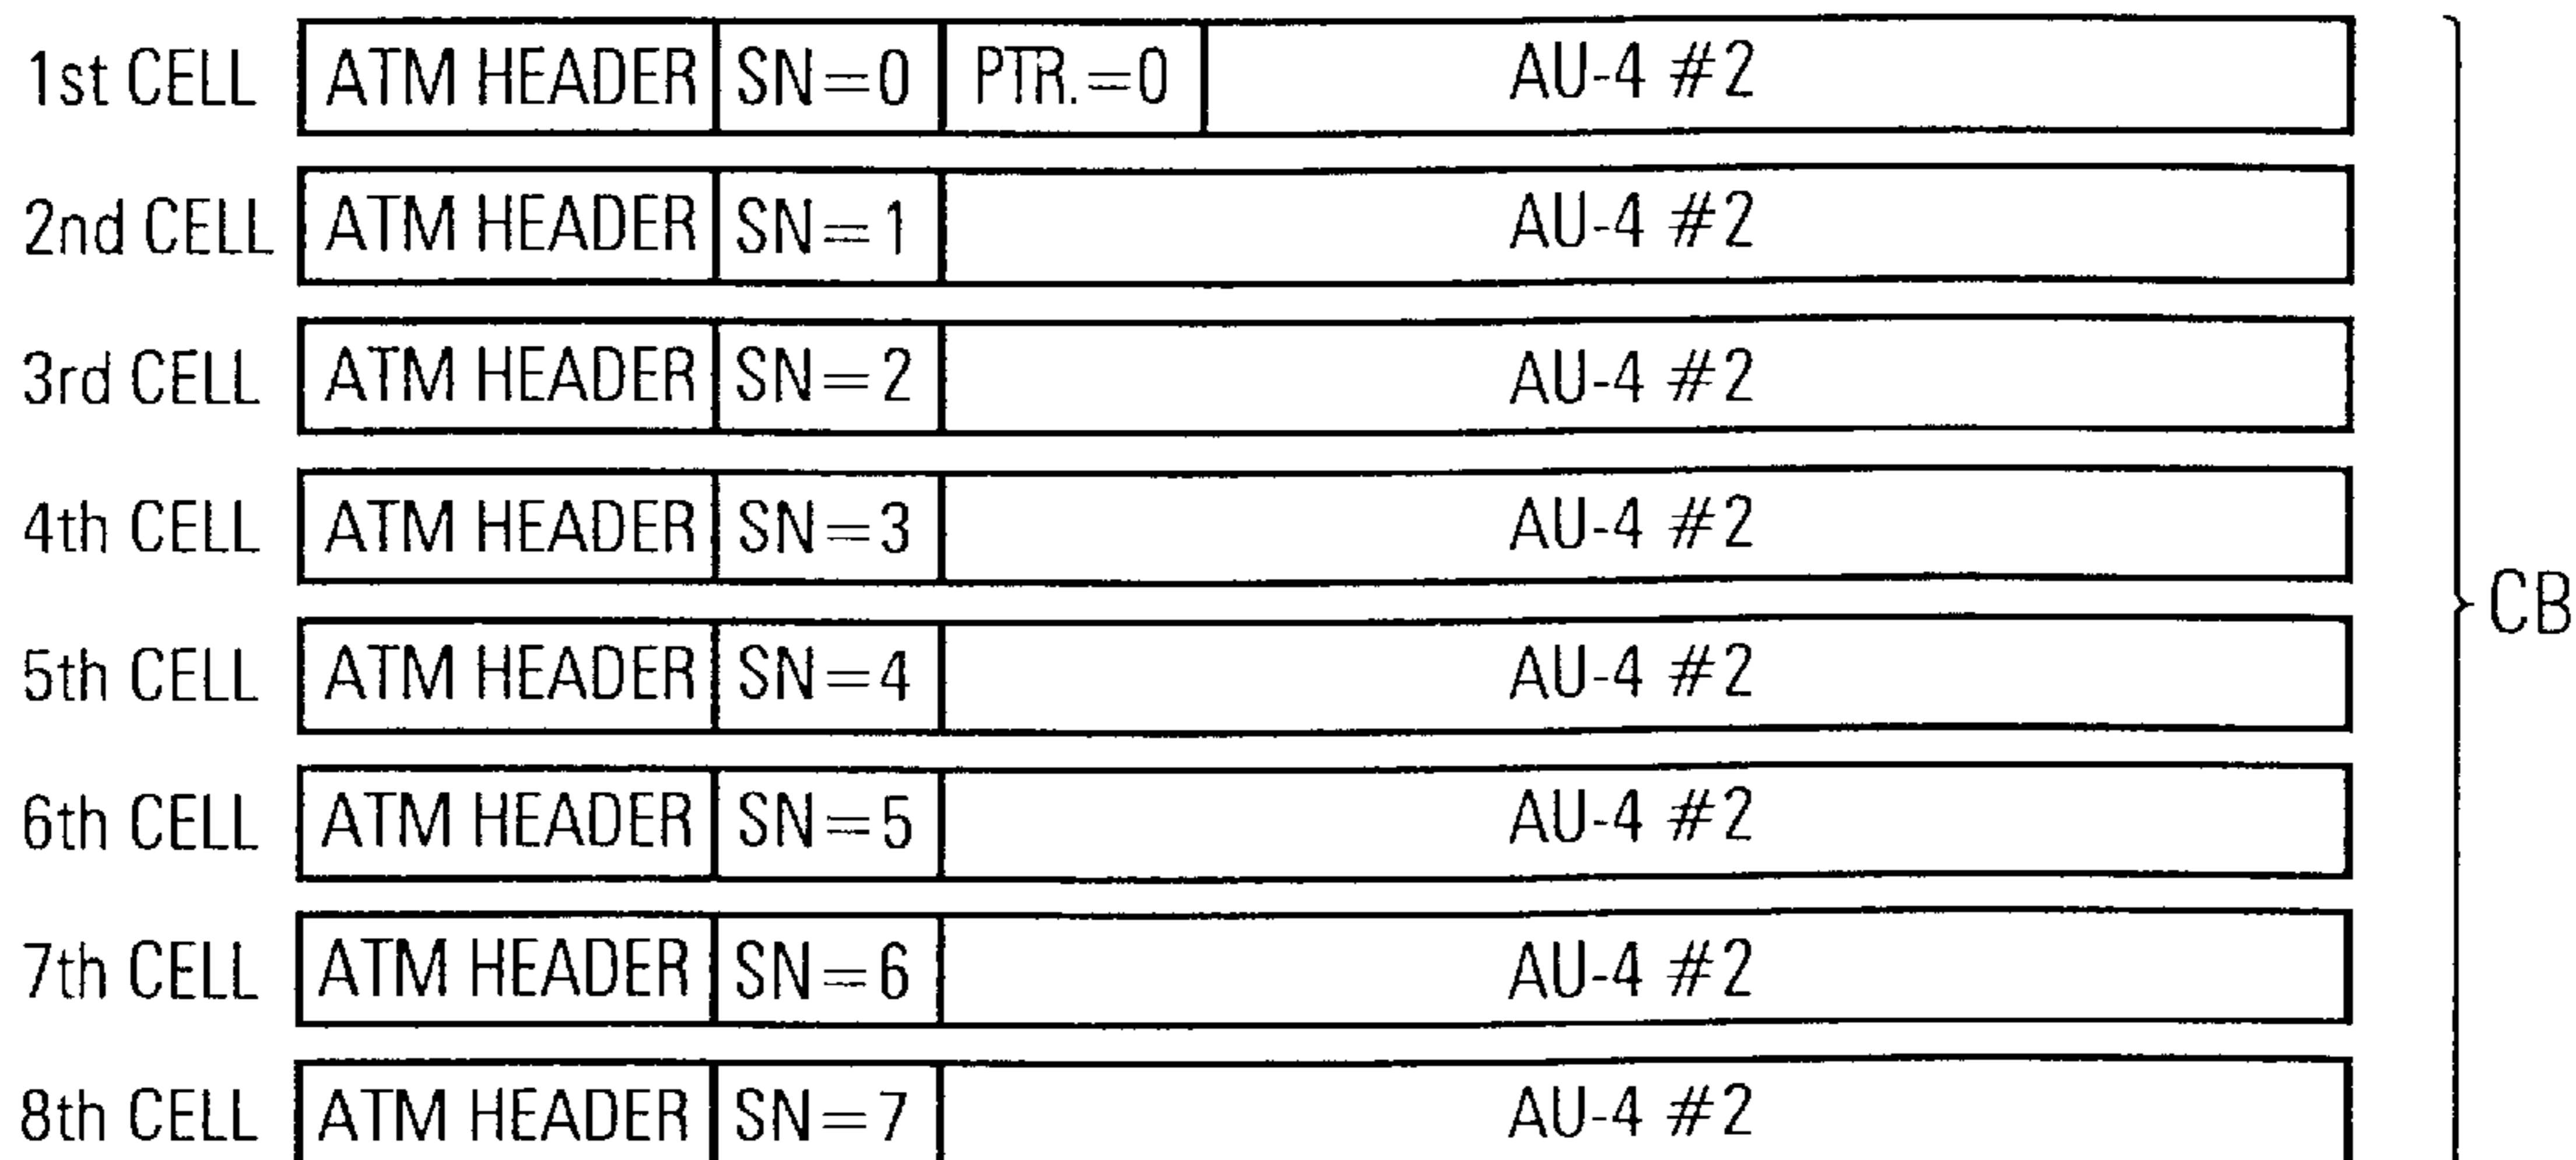 1st CELL ATM HEADER SN=0 PTR.=0 AU-4 #2
2nd CELL ATM HEADER SN=1 AU-4 #2
3rd CELL ATM HEADER SN=2 AU-4 #2
4th CELL ATM HEADER SN=3 AU-4 #2
5th CELL ATM HEADER SN=4 AU-4 #2
6th CELL ATM HEADER SN=5 AU-4 #2
7th CELL ATM HEADER SN=6 AU-4 #2
8th CELL ATM HEADER SN=7 AU-4 #2
CB